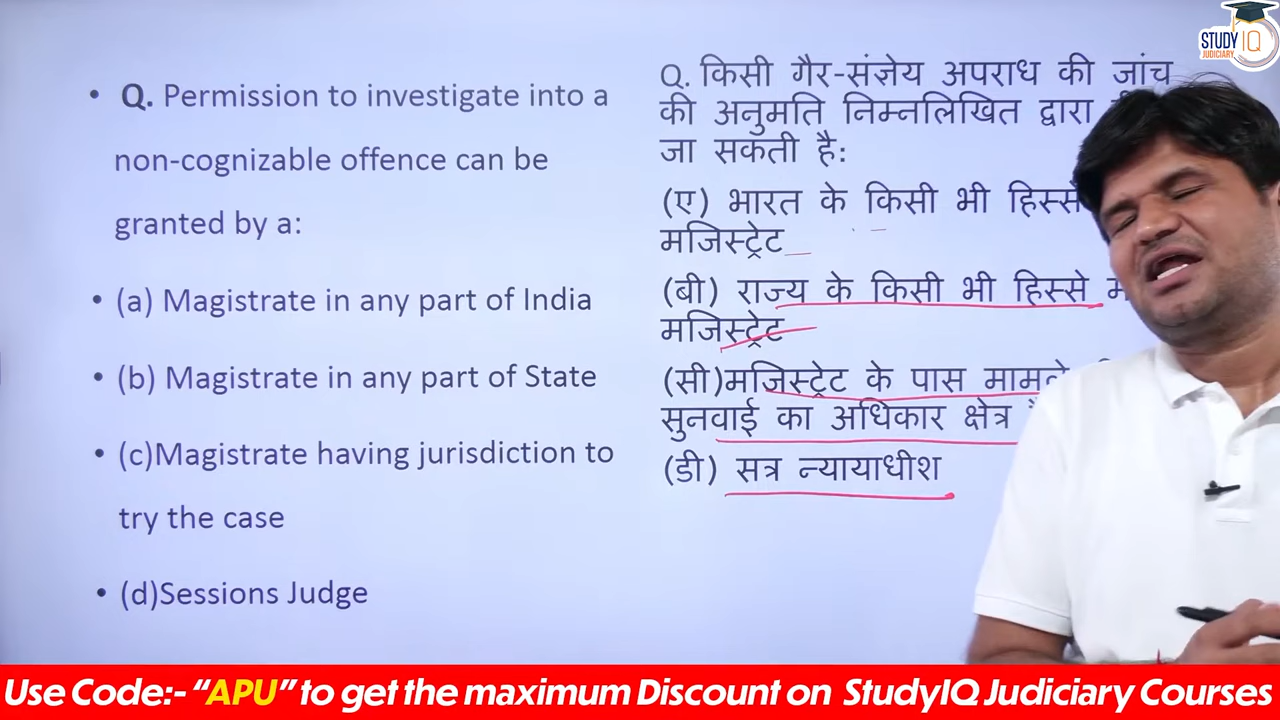 STUDY IQ
JUDICIARY
• Q. Permission to investigate into a
non-cognizable offence can be
granted by a:
• (a) Magistrate in any part of India
• (b) Magistrate in any part of State
• (c)Magistrate having jurisdiction to
try the case
• (d)Sessions Judge
Q. किसी गैर-संज्ञेय अपराध की जांच
की अनुमति निम्नलिखित द्वारा
जा सकती है:
(ए) भारत के किसी भी हिस्से
मजिस्ट्रेट
(बी) राज्य के किसी भी हिस्से
मजिस्ट्रेट
(सी)मजिस्ट्रेट के पास मामले
सुनवाई का अधिकार क्षेत्र
(डी) सत्र न्यायाधीश
Use Code:- “APU” to get the maximum Discount on StudyIQ Judiciary Courses